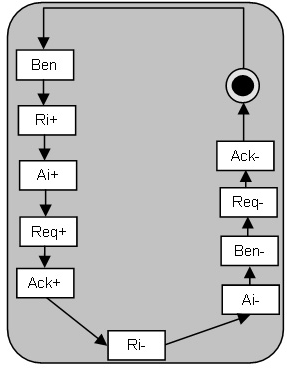 Ben
Ri+
Ai+
Req+
Ack+
Ri-
Ai-
Ben-
Req-
Ack-